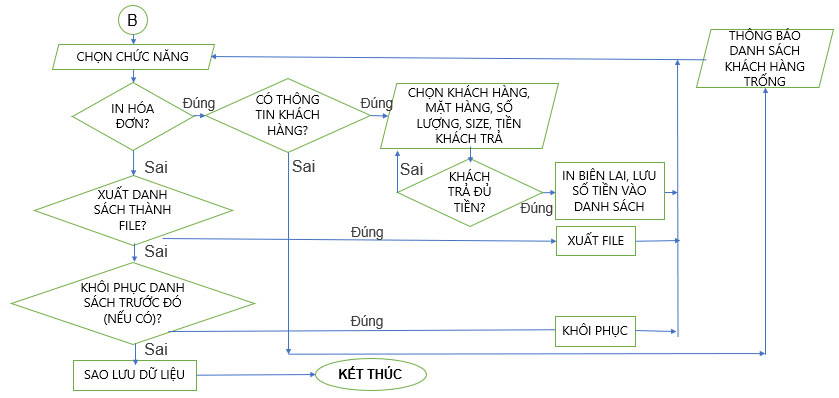 B
CHỌN CHỨC NĂNG
THÔNG BÁO
DANH SÁCH
KHÁCH HÀNG
TRỐNG
IN HÓA
ĐƠN?
Đúng
CÓ THÔNG
TIN KHÁCH
HÀNG?
Đúng
CHỌN KHÁCH HÀNG,
MẶT HÀNG, SỐ
LƯỢNG, SIZE, TIỀN
KHÁCH TRẢ
Sai
Sai
Sai
KHÁCH
TRẢ ĐỦ
TIỀN?
Đúng
IN BIÊN LAI, LƯU
SỐ TIỀN VÀO
DANH SÁCH
XUẤT DANH
SÁCH THÀNH
FILE?
Đúng
XUẤT FILE
Sai
KHÔI PHỤC DANH
SÁCH TRƯỚC ĐÓ
(NẾU CÓ)?
Đúng
KHÔI PHỤC
Sai
SAO LƯU DỮ LIỆU
KẾT THÚC